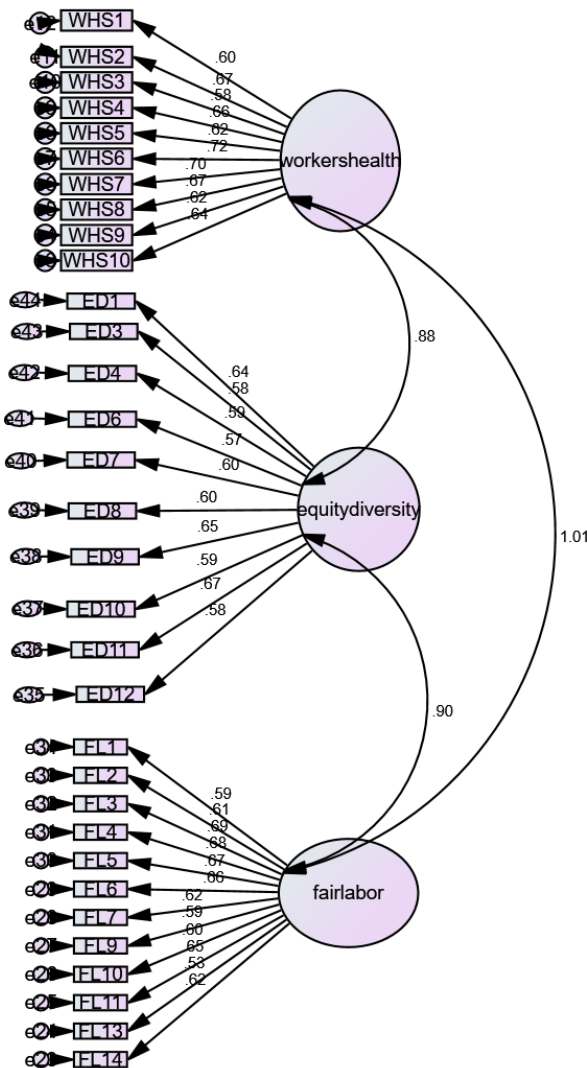 WHS1
WHS2
WHS3
WHS4
WHS5
WHS6
WHS7
WHS8
WHS9
WHS10
.60
.67
.58
.66
.62
.72
.70
.67
.62
.64
workershealth
.88
e44 ED1
e43 ED3
e42 ED4
e41 ED6
e40 ED7
e39 ED8
e38 ED9
e37 ED10
e36 ED11
e35 ED12
.64
.58
.59
.57
.60
.60
.65
.59
.67
.58
equitydiversity
1.01
.90
FL1
FL2
FL3
FL4
FL5
FL6
FL7
FL9
FL10
FL11
FL13
FL14
.59
.61
.69
.68
.67
.66
.62
.59
.60
.65
.53
.62
fairlabor